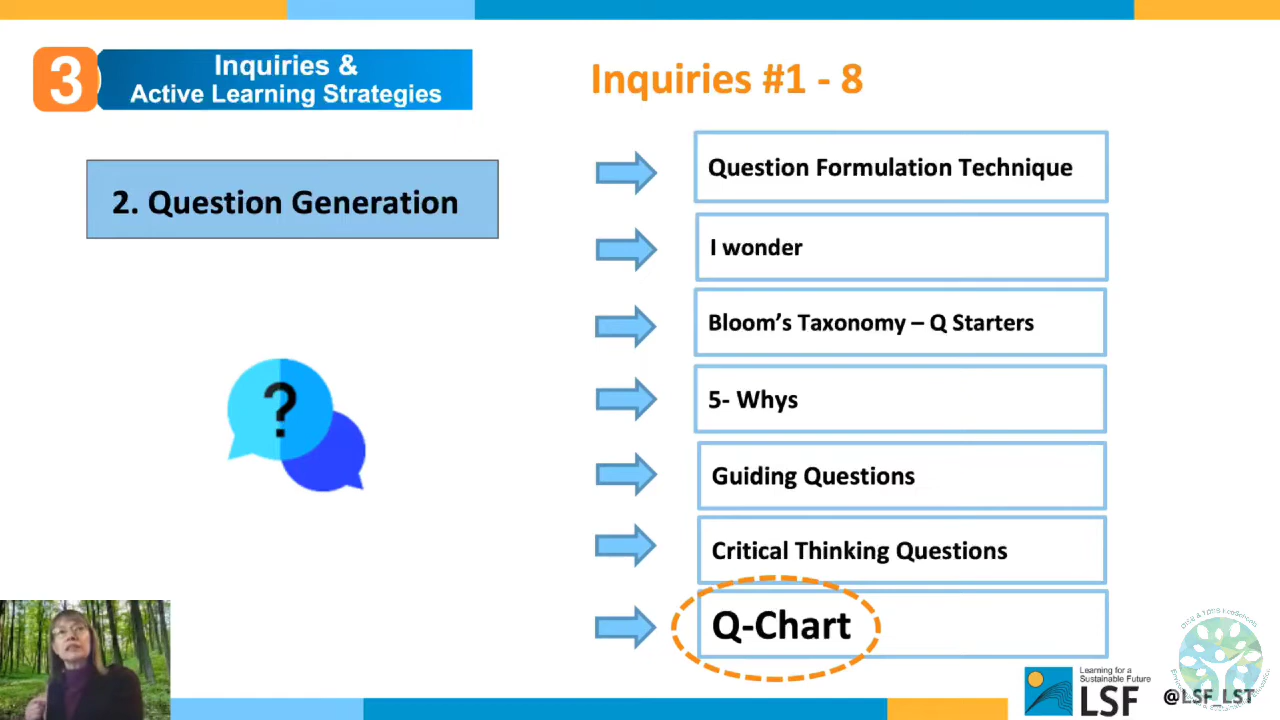 3
Inquiries &
Active Learning Strategies
Inquiries #1 - 8
2. Question Generation
Question Formulation Technique
I wonder
Bloom's Taxonomy – Q Starters
5- Whys
Guiding Questions
Critical Thinking Questions
Q-Chart
?
Learning for a
Sustainable Future
LSF
@LSF_LST